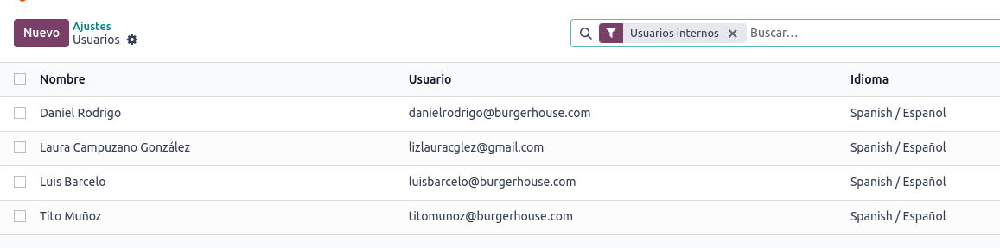 Nuevo
Ajustes
Usuarios
Usuarios internos
Buscar...
Nombre Usuario Idioma
Daniel Rodrigo danielrodrigo@burgerhouse.com Spanish / Español
Laura Campuzano González lizlauracglez@gmail.com Spanish / Español
Luis Barcelo luisbarcelo@burgerhouse.com Spanish / Español
Tito Muñoz titomunoz@burgerhouse.com Spanish / Español